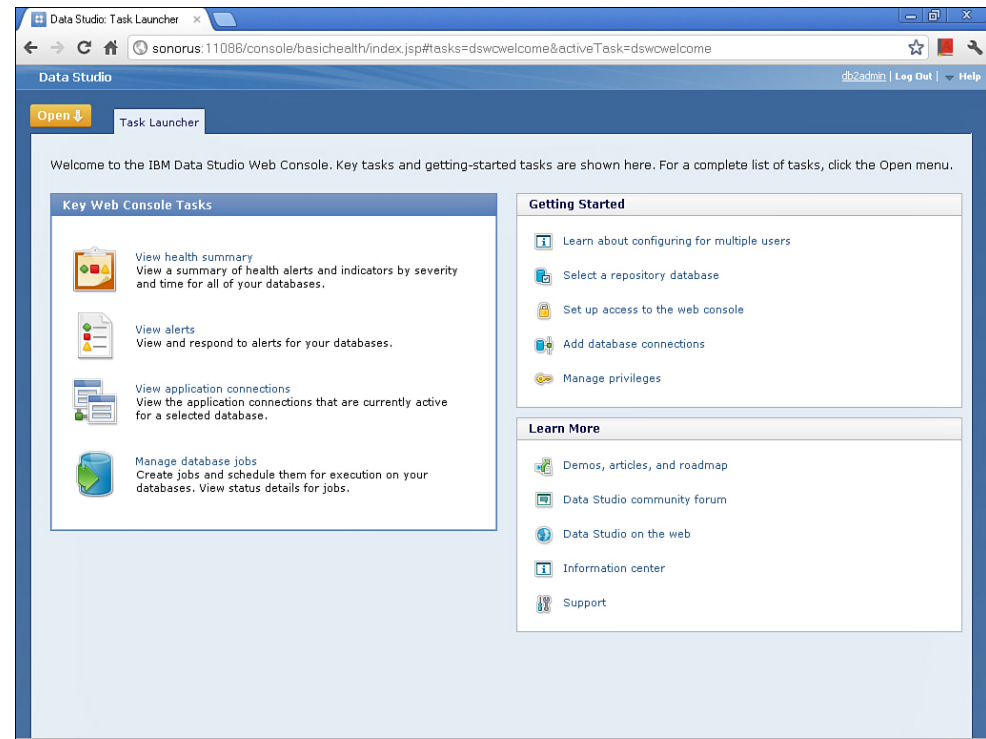 Data Studio: Task Launcher
sonorus:11086/console/basichealth/index.jsp#tasks=dswcwelcome&activeTask=dswcwelcome
Data Studio
db2admin | Log Out | Help
Open
Task Launcher
Welcome to the IBM Data Studio Web Console. Key tasks and getting-started tasks are shown here. For a complete list of tasks, click the Open menu.
Key Web Console Tasks
View health summary
View a summary of health alerts and indicators by severity
and time for all of your databases.
View alerts
View and respond to alerts for your databases.
View application connections
View the application connections that are currently active
for a selected database.
Manage database jobs
Create jobs and schedule them for execution on your
databases. View status details for jobs.
Getting Started
Learn about configuring for multiple users
Select a repository database
Set up access to the web console
Add database connections
Manage privileges
Learn More
Demos, articles, and roadmap
Data Studio community forum
Data Studio on the web
Information center
Support